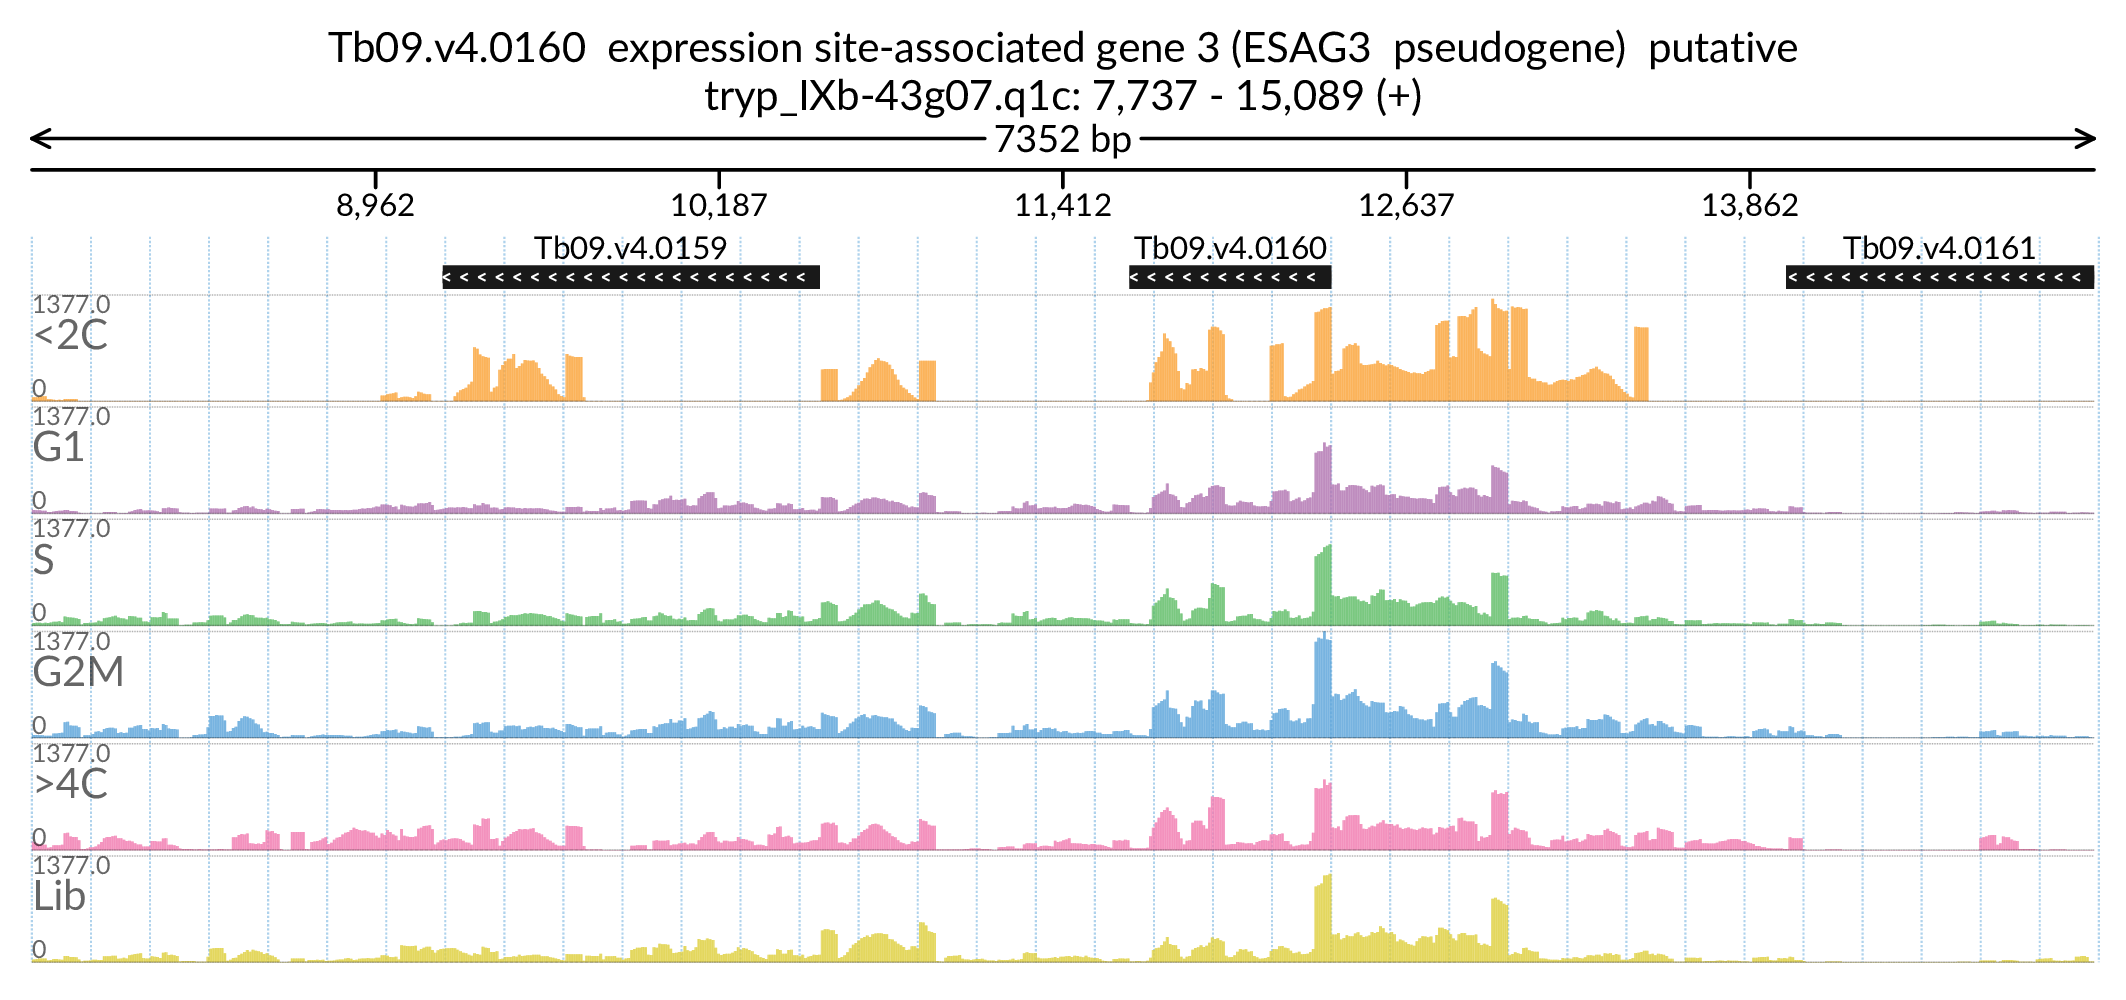 Tb09.v4.0160 expression site-associated gene 3 (ESAG3 pseudogene) putative
tryp_IXb-43g07.q1c: 7,737 - 15,089 (+)
7352 bp
8,962 10,187 11,412 12,637 13,862
Tb09.v4.0159 Tb09.v4.0160 Tb09.v4.0161
1377.0
<2C
0
1377.0
G1
0
1377.0
S
0
1377.0
G2M
0
1377.0
>4C
0
1377.0
Lib
0